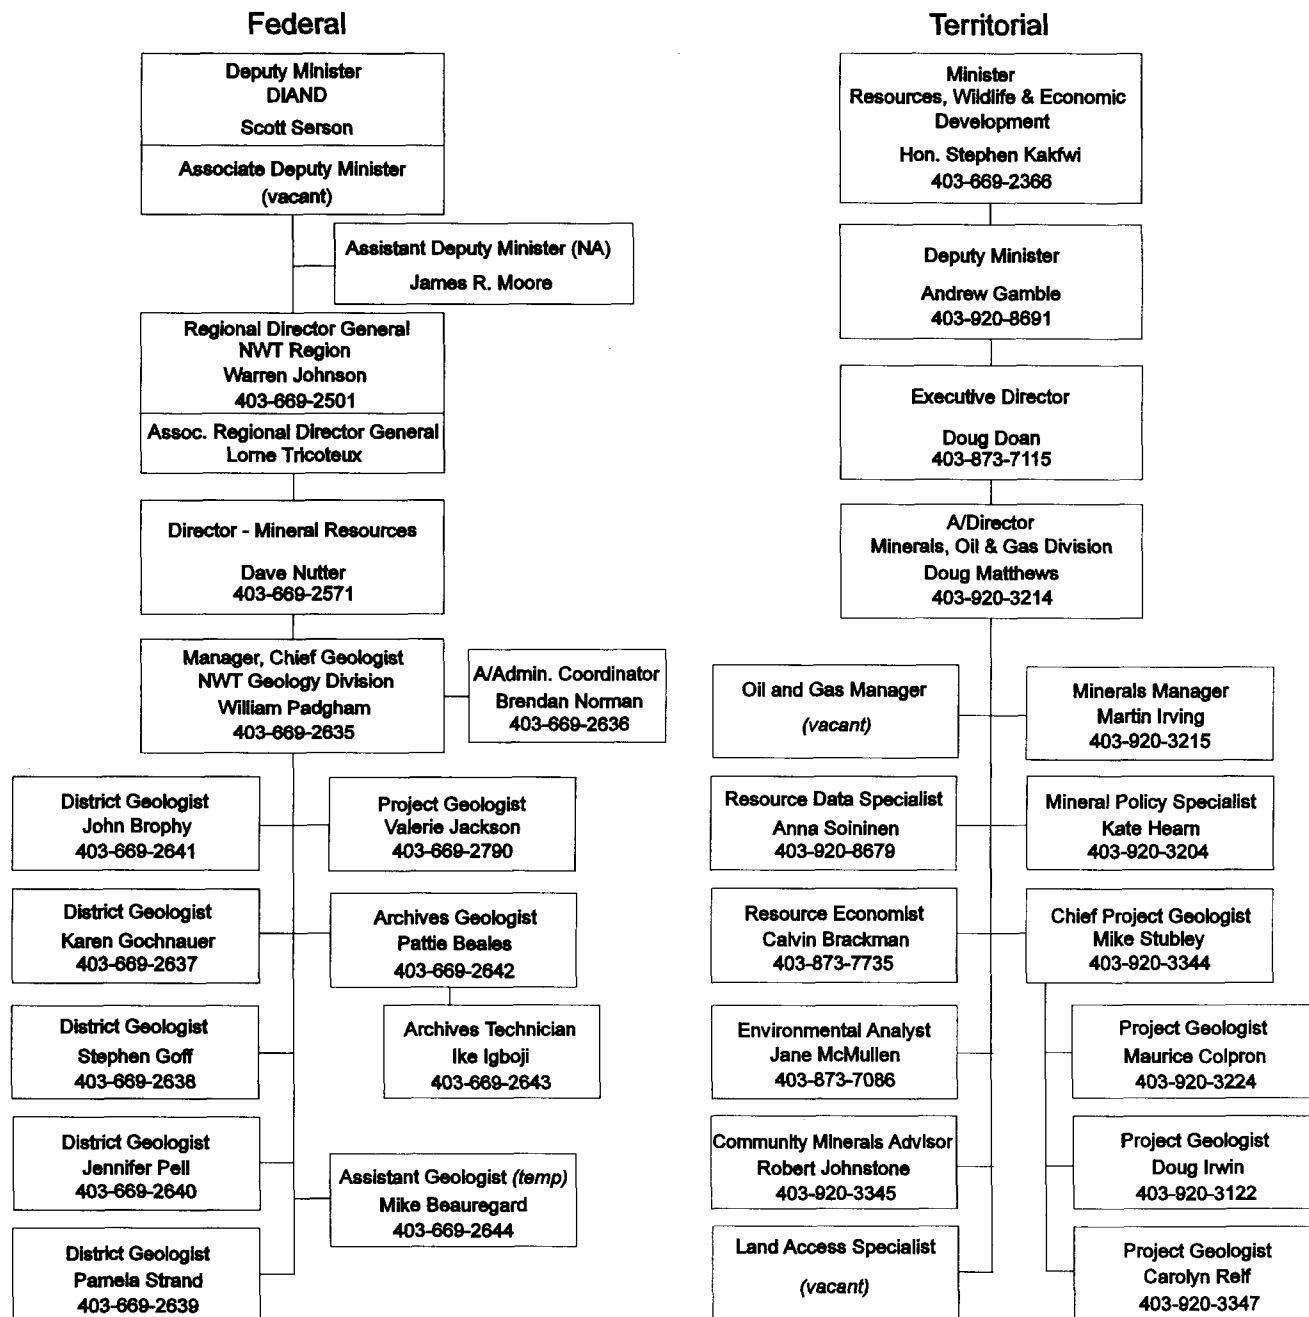 Federal
Deputy Minister
DIAND
Scott Serson
Associate Deputy Minister
(vacant)
Assistant Deputy Minister (NA)
James R. Moore
Regional Director General
NWT Region
Warren Johnson
403-669-2501
Assoc. Regional Director General
Lorne Tricoteux
Director - Mineral Resources
Dave Nutter
403-669-2571
Manager, Chief Geologist
NWT Geology Division
William Padgham
403-669-2635
A/Admin. Coordinator
Brendan Norman
403-669-2636
District Geologist
John Brophy
403-669-2641
Project Geologist
Valerie Jackson
403-669-2790
District Geologist
Karen Gochnauer
403-669-2637
Archives Geologist
Pattie Beales
403-669-2642
District Geologist
Stephen Goff
403-669-2638
Archives Technician
Ike Igboji
403-669-2643
District Geologist
Jennifer Pell
403-669-2640
Assistant Geologist (temp)
Mike Beauregard
403-669-2644
District Geologist
Pamela Strand
403-669-2639
Territorial
Minister
Resources, Wildlife & Economic
Development
Hon. Stephen Kakfwi
403-669-2366
Deputy Minister
Andrew Gamble
403-920-8691
Executive Director
Doug Doan
403-873-7115
A/Director
Minerals, Oil & Gas Division
Doug Matthews
403-920-3214
Oil and Gas Manager
(vacant)
Minerals Manager
Martin Irving
403-920-3215
Resource Data Specialist
Anna Soininen
403-920-8679
Mineral Policy Specialist
Kate Hearn
403-920-3204
Resource Economist
Calvin Brackman
403-873-7735
Chief Project Geologist
Mike Stubley
403-920-3344
Environmental Analyst
Jane McMullen
403-873-7086
Project Geologist
Maurice Colpron
403-920-3224
Community Minerals Advisor
Robert Johnstone
403-920-3345
Project Geologist
Doug Irwin
403-920-3122
Land Access Specialist
(vacant)
Project Geologist
Carolyn Relf
403-920-3347